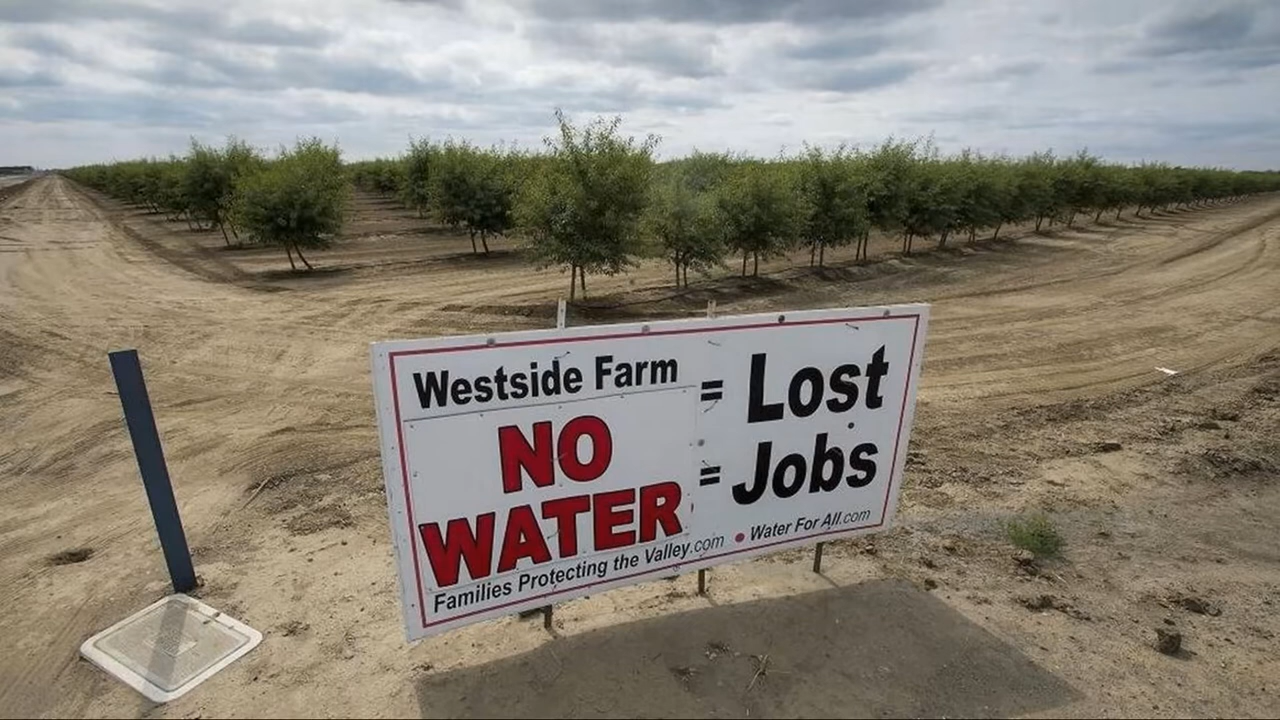 Westside Farm
NO
WATER
= Lost
= Jobs
Families Protecting the Valley.com • Water For All.com